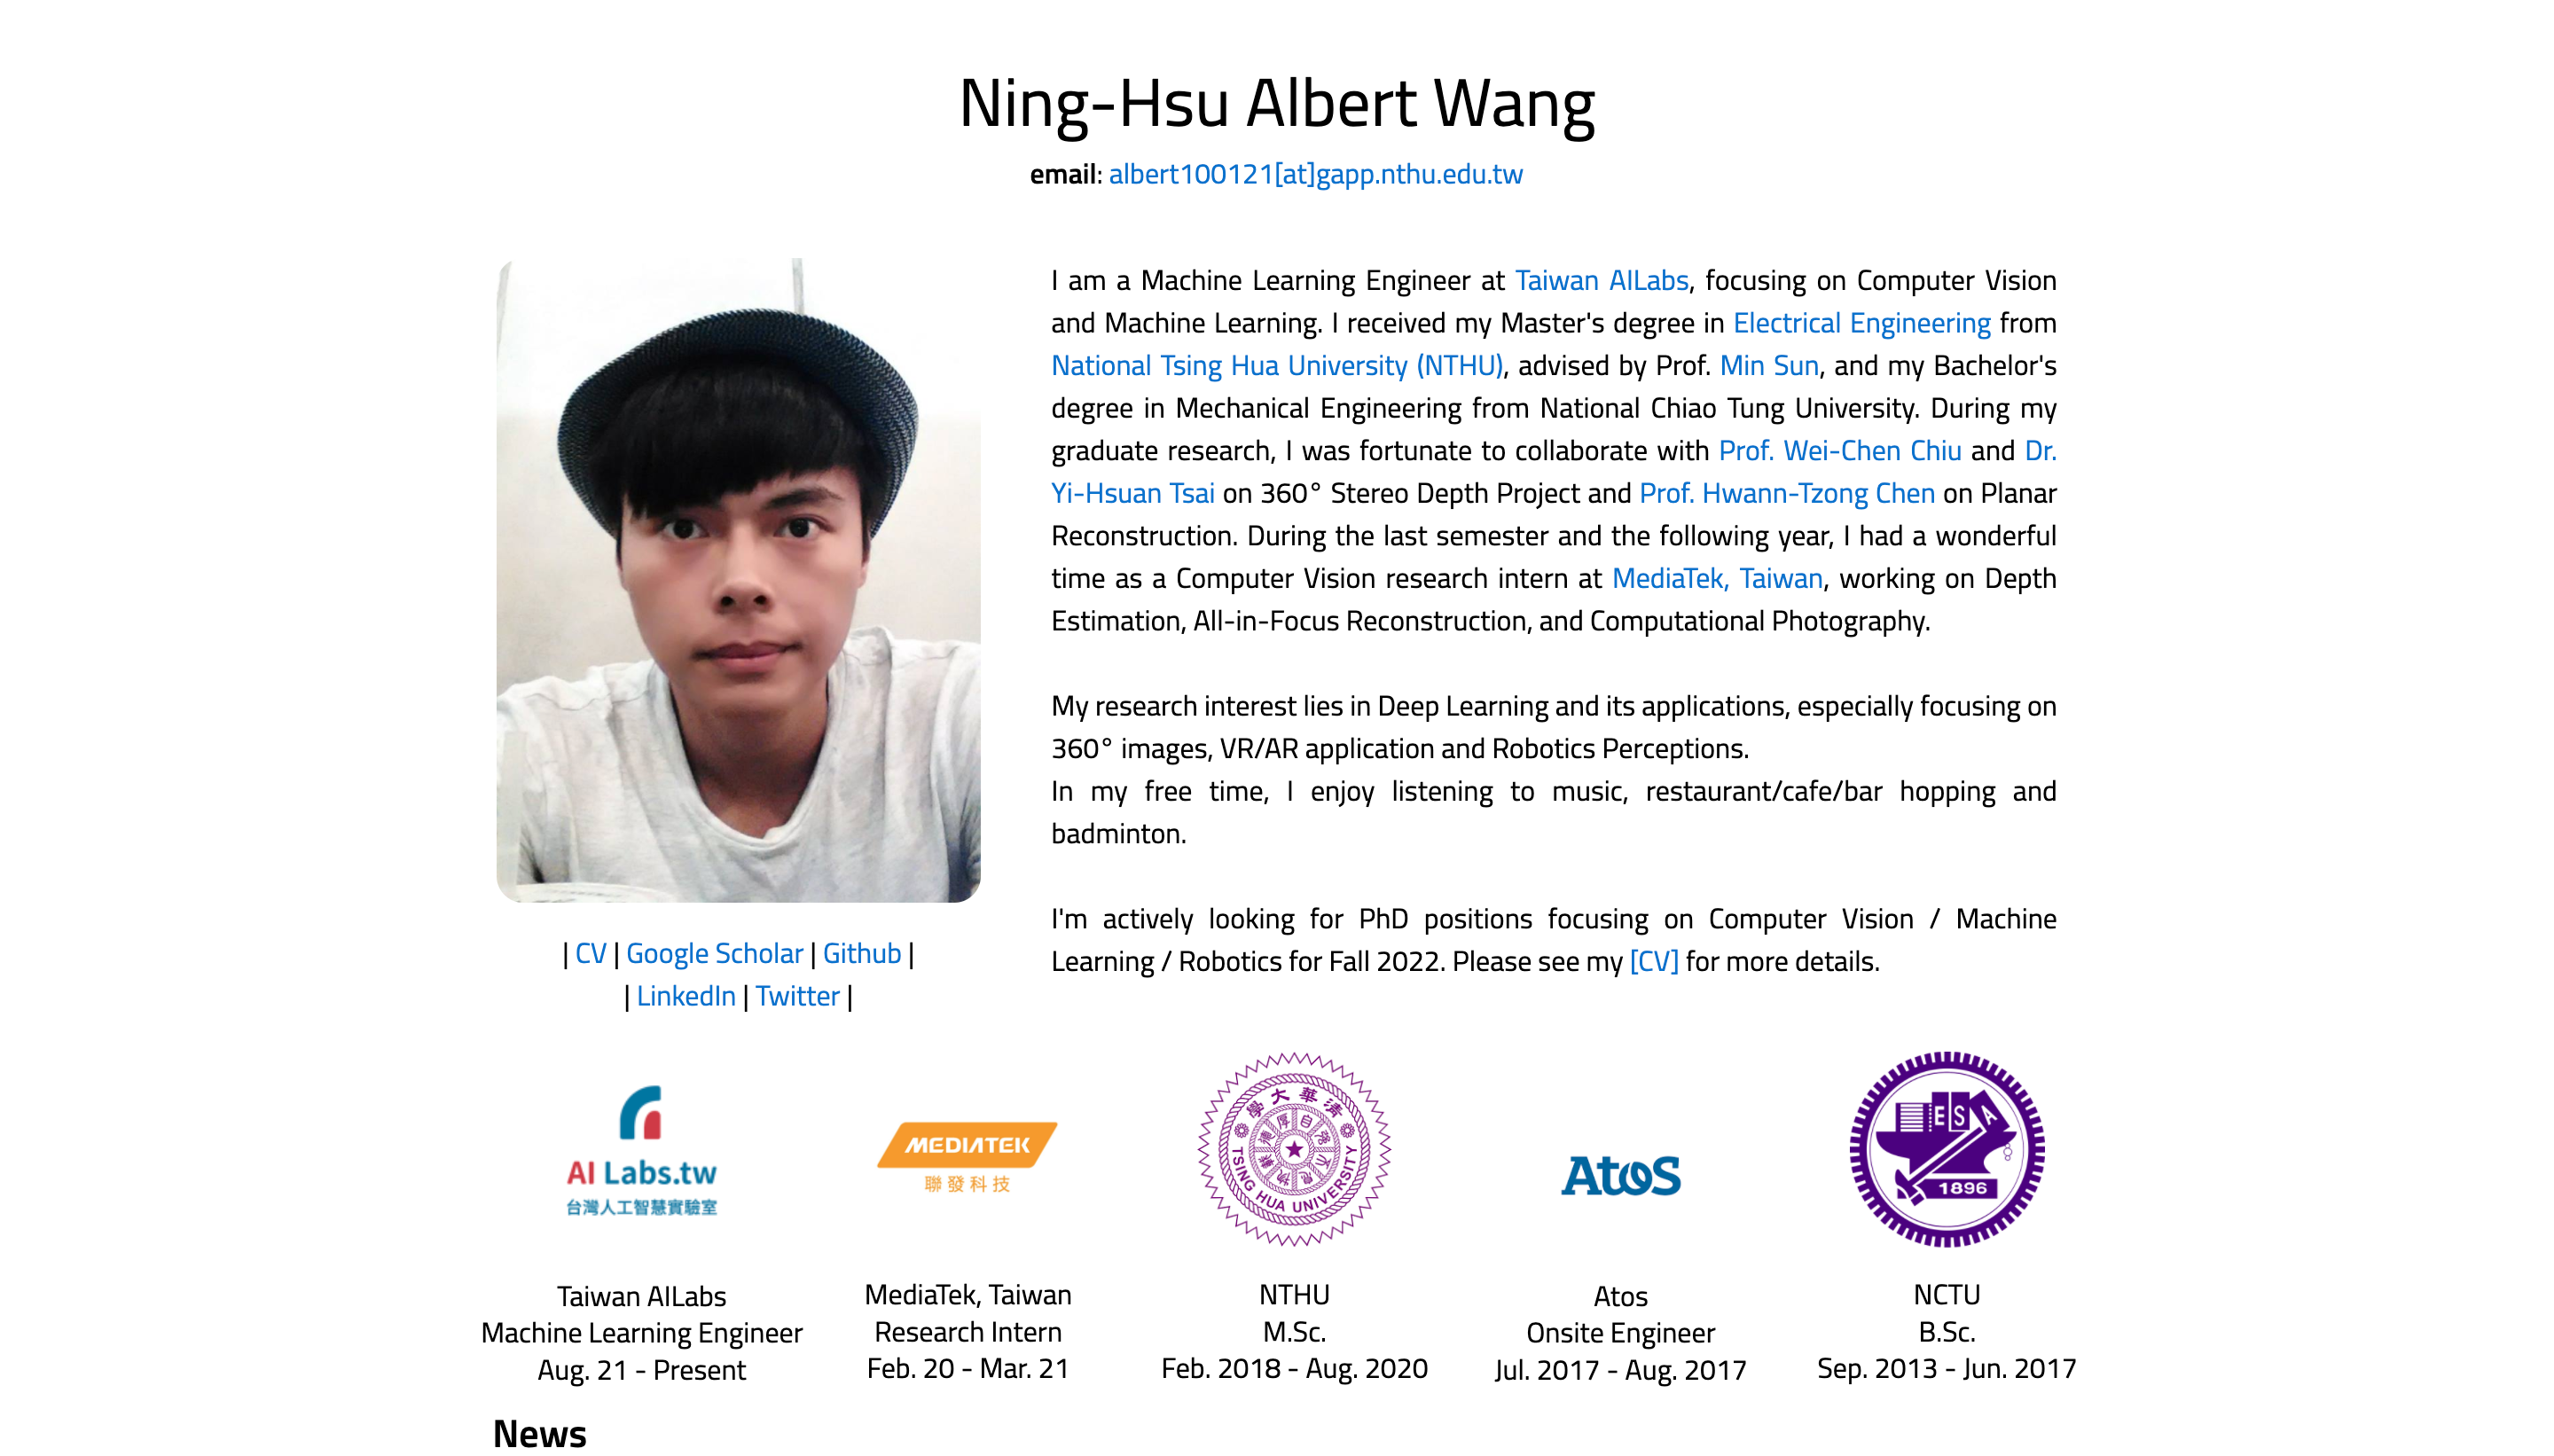 Ning-Hsu Albert Wang
email: albert100121[at]gapp.nthu.edu.tw
I am a Machine Learning Engineer at Taiwan AILabs, focusing on Computer Vision
and Machine Learning. I received my Master's degree in Electrical Engineering from
National Tsing Hua University (NTHU), advised by Prof. Min Sun, and my Bachelor's
degree in Mechanical Engineering from National Chiao Tung University. During my
graduate research, I was fortunate to collaborate with Prof. Wei-Chen Chiu and Dr.
Yi-Hsuan Tsai on 360° Stereo Depth Project and Prof. Hwann-Tzong Chen on Planar
Reconstruction. During the last semester and the following year, I had a wonderful
time as a Computer Vision research intern at MediaTek, Taiwan, working on Depth
Estimation, All-in-Focus Reconstruction, and Computational Photography.
My research interest lies in Deep Learning and its applications, especially focusing on
360° images, VR/AR application and Robotics Perceptions.
In my free time, I enjoy listening to music, restaurant/cafe/bar hopping and
badminton.
I'm actively looking for PhD positions focusing on Computer Vision / Machine
Learning / Robotics for Fall 2022. Please see my [CV] for more details.
| CV | Google Scholar | Github |
| LinkedIn | Twitter |
AI Labs.tw
台灣人工智慧實驗室
MEDIATEK
聯發科技
學大華清
TSING HUA UNIVERSITY
Atos
ESA
1896
Taiwan AILabs
Machine Learning Engineer
Aug. 21 - Present
MediaTek, Taiwan
Research Intern
Feb. 20 - Mar. 21
NTHU
M.Sc.
Feb. 2018 - Aug. 2020
Atos
Onsite Engineer
Jul. 2017 - Aug. 2017
NCTU
B.Sc.
Sep. 2013 - Jun. 2017
News